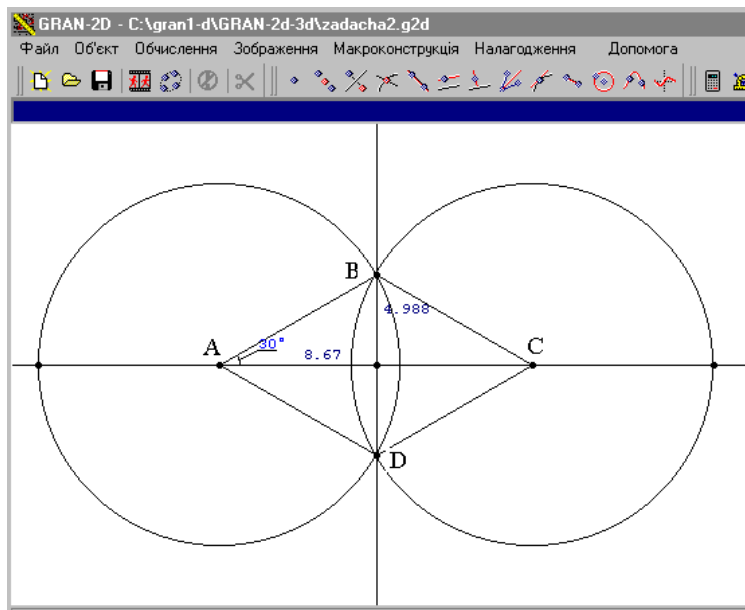 GRAN-2D - C:\gran1-d\GRAN-2d-3d\zadacha2.g2d
Файл Об'єкт Обчислення Зображення Макроконструкція Налагодження Допомога
B
4.988
A 30° 8.67 C
D